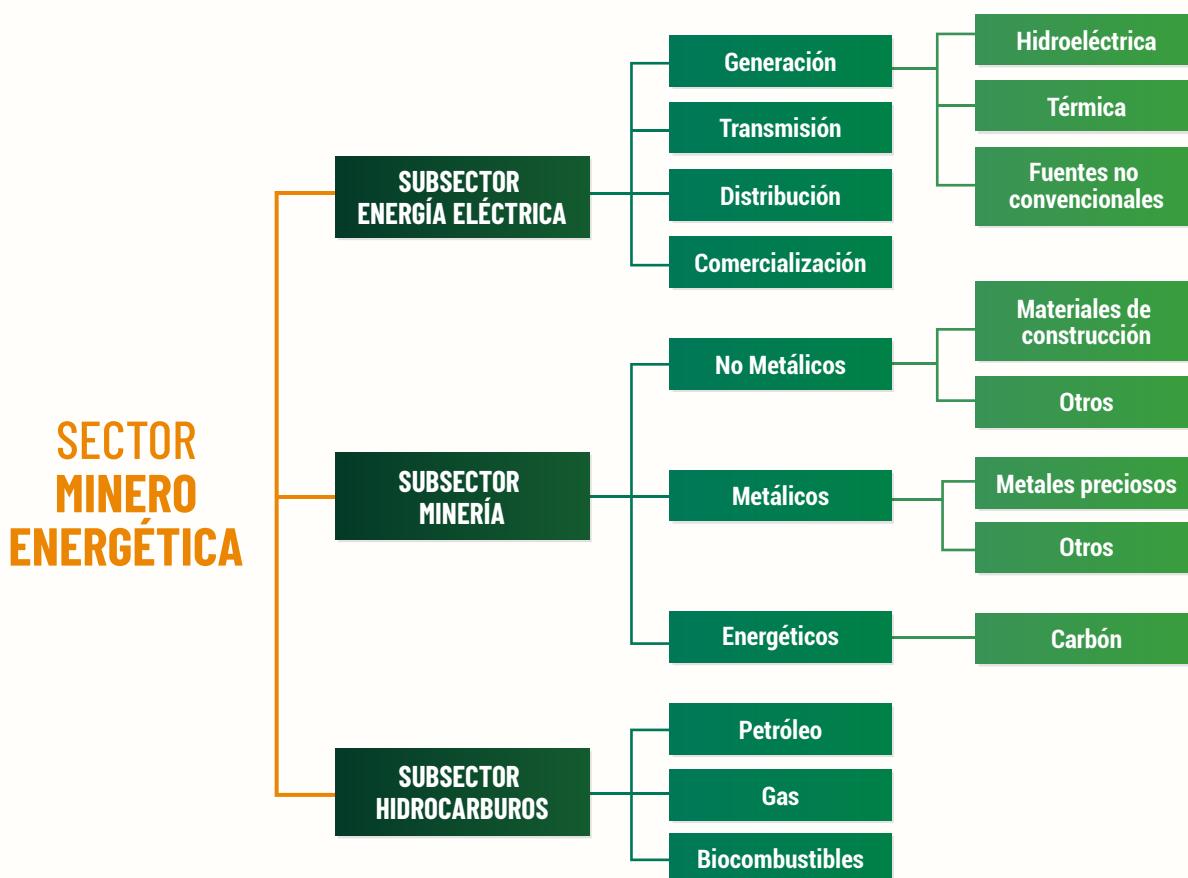 SECTOR
MINERO
ENERGÉTICA
SUBSECTOR
ENERGÍA ELÉCTRICA
Generación
Hidroeléctrica
Térmica
Fuentes no
convencionales
Transmisión
Distribución
Comercialización
SUBSECTOR
MINERÍA
No Metálicos
Materiales de
construcción
Otros
Metálicos
Metales preciosos
Otros
Energéticos
Carbón
SUBSECTOR
HIDROCARBUROS
Petróleo
Gas
Biocombustibles